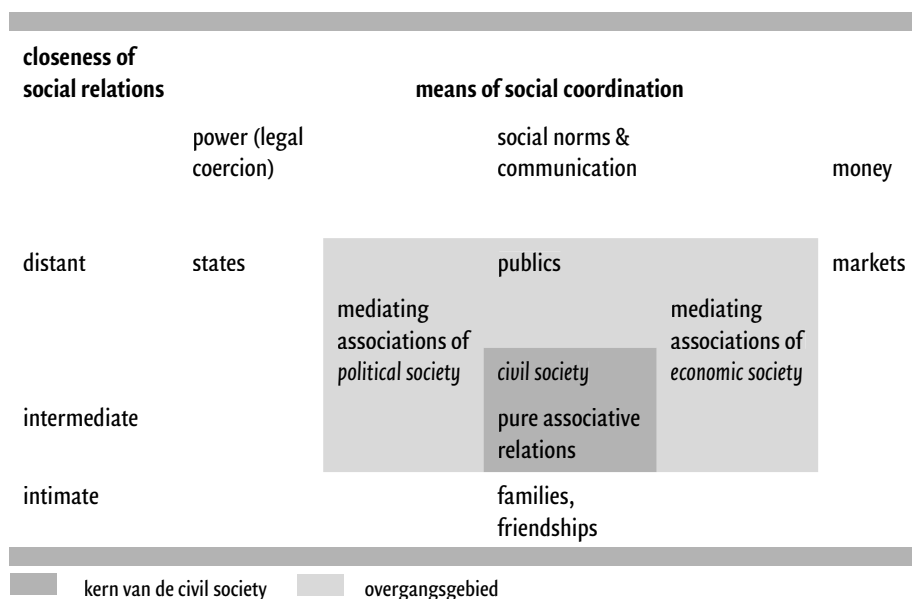 closeness of
social relations
means of social coordination
power (legal
coercion)
social norms &
communication
money
distant
states
publics
markets
mediating
associations of
political society
mediating
associations of
economic society
civil society
intermediate
pure associative
relations
intimate
families,
friendships
kern van de civil society
overgangsgebied